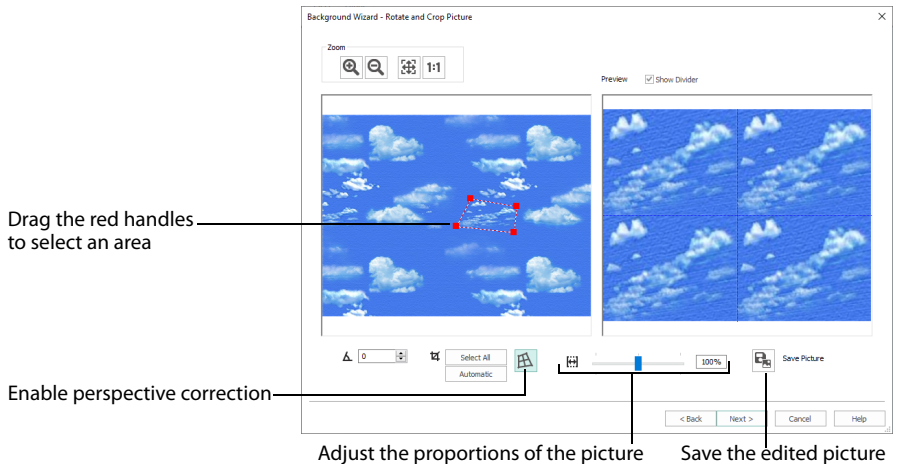 Background Wizard - Rotate and Crop Picture
Zoom
1:1
Preview
Show Divider
Drag the red handles
to select an area
0
Select All
Automatic
100%
Save Picture
Enable perspective correction
< Back
Next >
Cancel
Help
Adjust the proportions of the picture
Save the edited picture